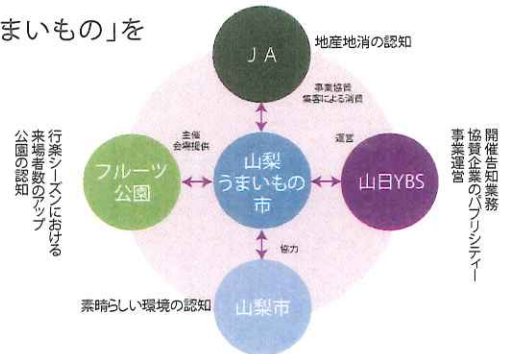 まいもの」を
JA
地産地消の認知
事業協賛
集客による消費
主催
会場提供
運営
行楽シーズンにおける
来場者数のアップ
公園の認知
フルーツ
公園
山梨
うまいもの
市
山日YBS
開催告知業務
協賛企業のパブリシティー
事業運営
協力
素晴らしい環境の認知
山梨市